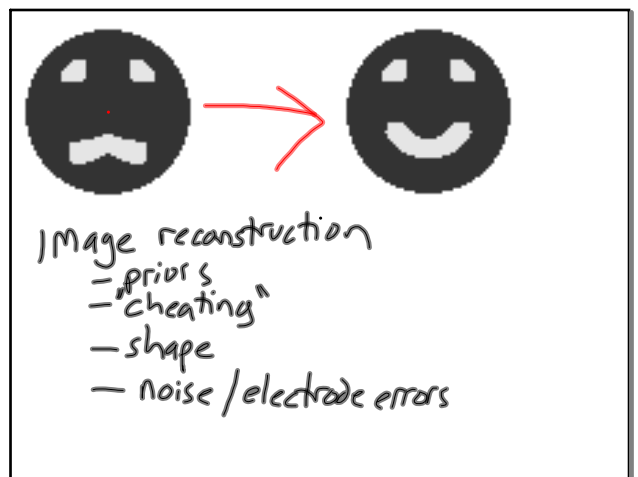 Image reconstruction
– priors
– "cheating"
– shape
– noise/electrode errors